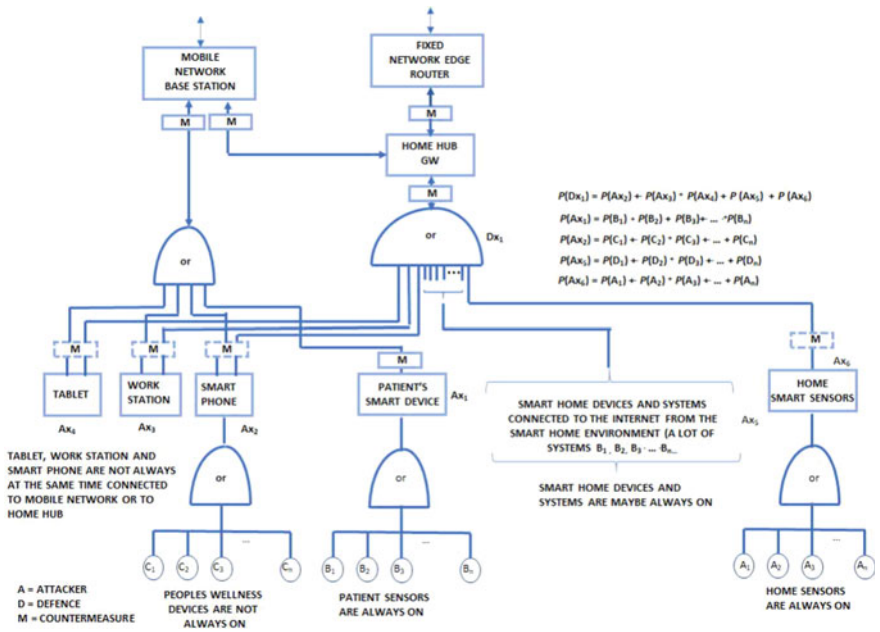 MOBILE
NETWORK
BASE STATION
FIXED
NETWORK EDGE
ROUTER
M
M
M
HOME HUB
GW
M
or
or
Dx₁
P(Dx₁) = P(Ax₂) + P(Ax₃) * P(Ax₄) + P (Ax₅) + P (Ax₆)
P(Ax₁) = P(B₁) * P(B₂) + P(B₃)+ ... *P(Bₙ)
P(Ax₂) = P(C₁) + P(C₂) * P(C₃) + ... + P(Cₙ)
P(Ax₅) = P(D₁) + P(D₂) * P(D₃) + ... + P(Dₙ)
P(Ax₆) = P(A₁) + P(A₂) * P(A₃) + ... + P(Aₙ)
...
M
M
M
M
M
TABLET
WORK
STATION
SMART
PHONE
PATIENT'S
SMART DEVICE
HOME
SMART SENSORS
Ax₄
Ax₃
Ax₂
Ax₁
Ax₅
Ax₆
SMART HOME DEVICES AND SYSTEMS
CONNECTED TO THE INTERNET FROM THE
SMART HOME ENVIRONMENT (A LOT OF
SYSTEMS B₁, B₂, B₃ ... Bₙ...
SMART HOME DEVICES AND
SYSTEMS ARE MAYBE ALWAYS ON
TABLET, WORK STATION AND
SMART PHONE ARE NOT ALWAYS
AT THE SAME TIME CONNECTED
TO MOBILE NETWORK OR TO
HOME HUB
or
or
or
...
...
...
C₁ C₂ C₃ Cₙ
B₁ B₂ B₃ Bₙ
A₁ A₂ A₃ Aₙ
PEOPLES WELLNESS
DEVICES ARE NOT
ALWAYS ON
PATIENT SENSORS
ARE ALWAYS ON
HOME SENSORS
ARE ALWAYS ON
A = ATTACKER
D = DEFENCE
M = COUNTERMEASURE